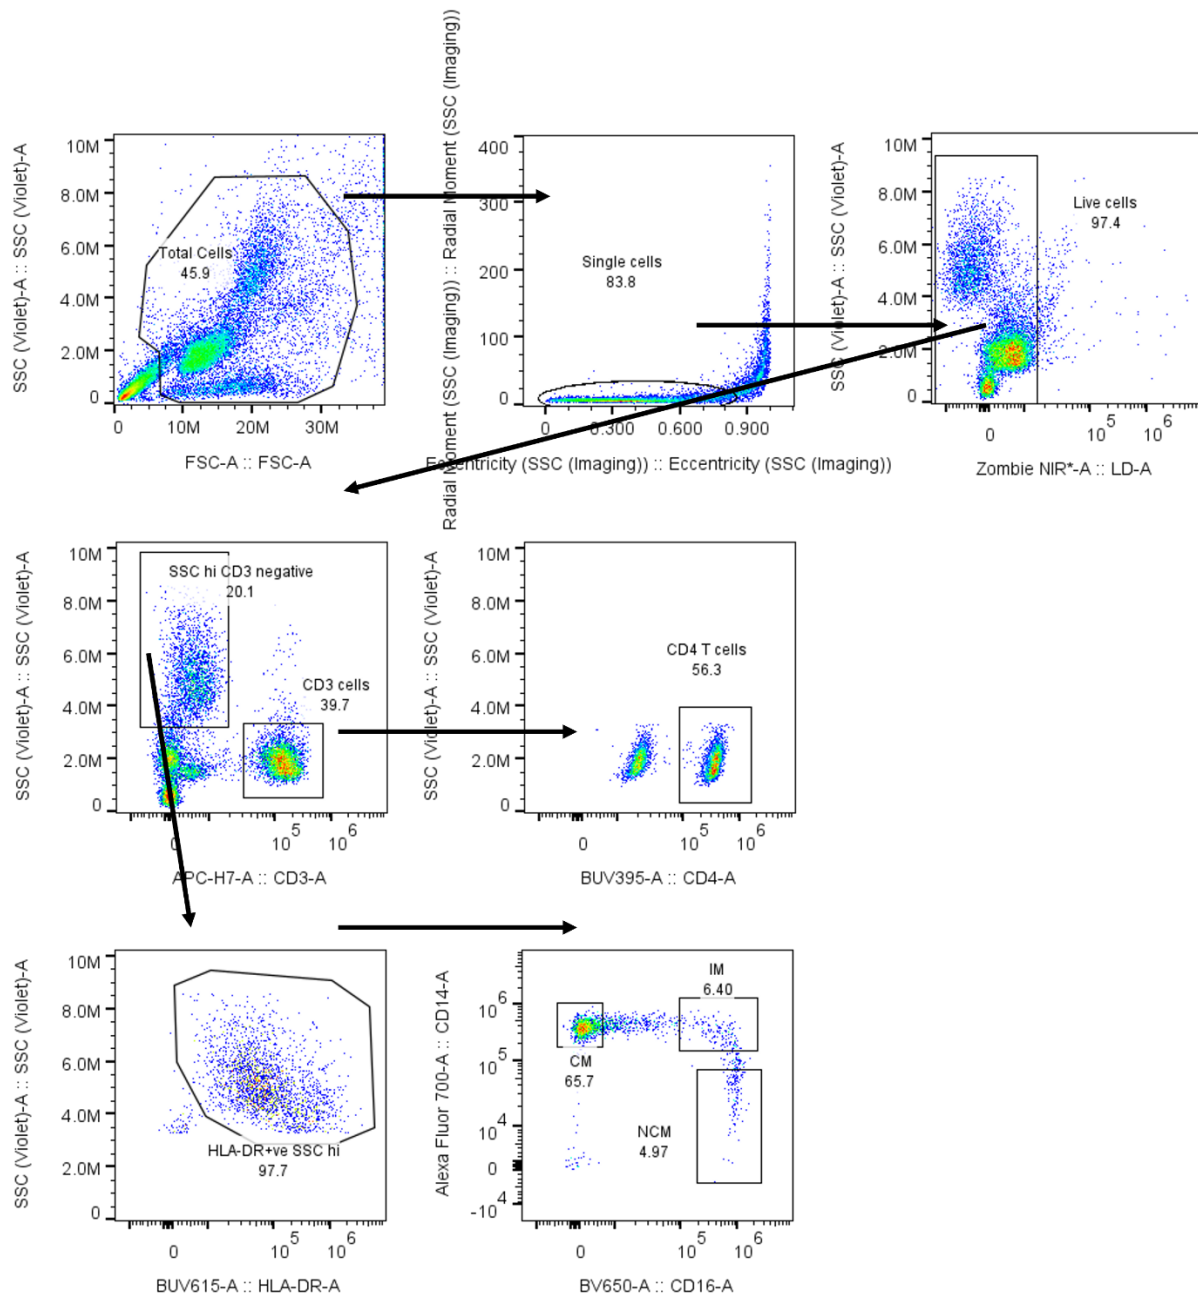 SSC (Violet)-A :: SSC (Violet)-A
10M
8.0M
6.0M
4.0M
2.0M
0
Total Cells
45.9
0 10M 20M 30M
FSC-A :: FSC-A
Radial Moment (SSC (Imaging)) :: Radial Moment (SSC (Imaging))
400
300
200
100
0
Single cells
83.8
0 0.300 0.600 0.900
Eccentricity (SSC (Imaging)) :: Eccentricity (SSC (Imaging))
SSC (Violet)-A :: SSC (Violet)-A
10M
8.0M
6.0M
4.0M
2.0M
0
Live cells
97.4
0 10^5 10^6
Zombie NIR*-A :: LD-A
SSC (Violet)-A :: SSC (Violet)-A
10M
8.0M
6.0M
4.0M
2.0M
0
SSC hi CD3 negative
20.1
CD3 cells
39.7
0 10^5 10^6
APC-H7-A :: CD3-A
SSC (Violet)-A :: SSC (Violet)-A
10M
8.0M
6.0M
4.0M
2.0M
0
CD4 T cells
56.3
0 10^5 10^6
BUV395-A :: CD4-A
SSC (Violet)-A :: SSC (Violet)-A
10M
8.0M
6.0M
4.0M
2.0M
0
HLA-DR+ve SSC hi
97.7
0 10^5 10^6
BUV615-A :: HLA-DR-A
Alexa Fluor 700-A :: CD14-A
10^6
10^5
10^4
0
-10^4
IM
6.40
CM
65.7
NCM
4.97
0 10^5 10^6
BV650-A :: CD16-A